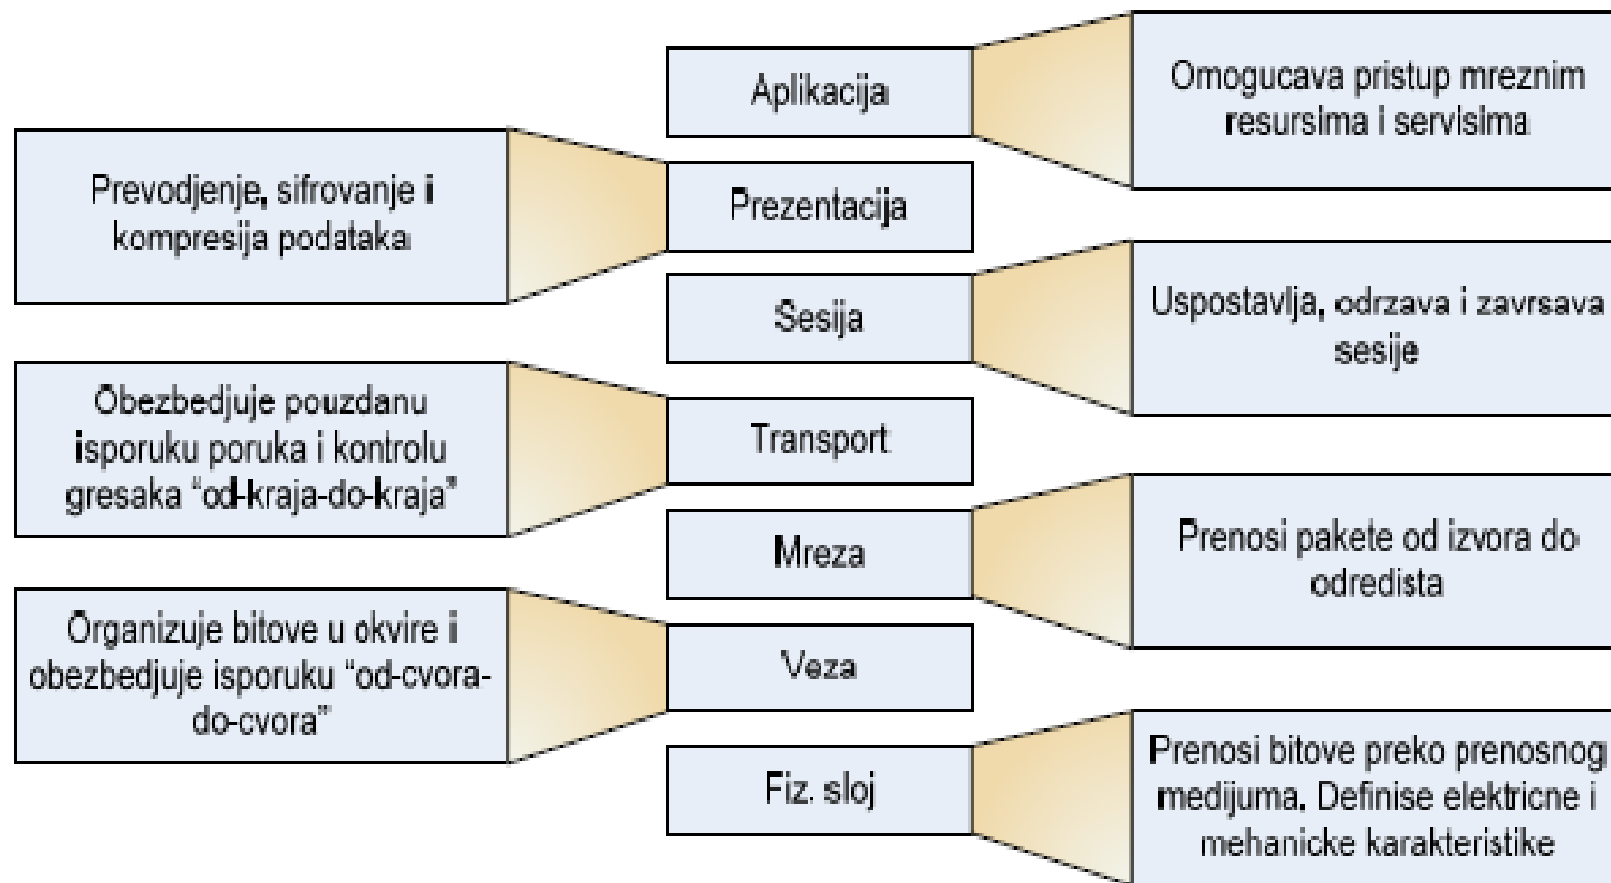 Aplikacija
Omogucava pristup mreznim
resursima i servisima
Prevodjenje, sifrovanje i
kompresija podataka
Prezentacija
Sesija
Uspostavlja, odrzava i zavrsava
sesije
Obezbedjuje pouzdanu
isporuku poruka i kontrolu
gresaka “od-kraja-do-kraja”
Transport
Mreza
Prenosi pakete od izvora do
odredista
Organizuje bitove u okvire i
obezbedjuje isporuku “od-cvora-
do-cvora”
Veza
Fiz. sloj
Prenosi bitove preko prenosnog
medijuma. Definise elektricne i
mehanicke karakteristike